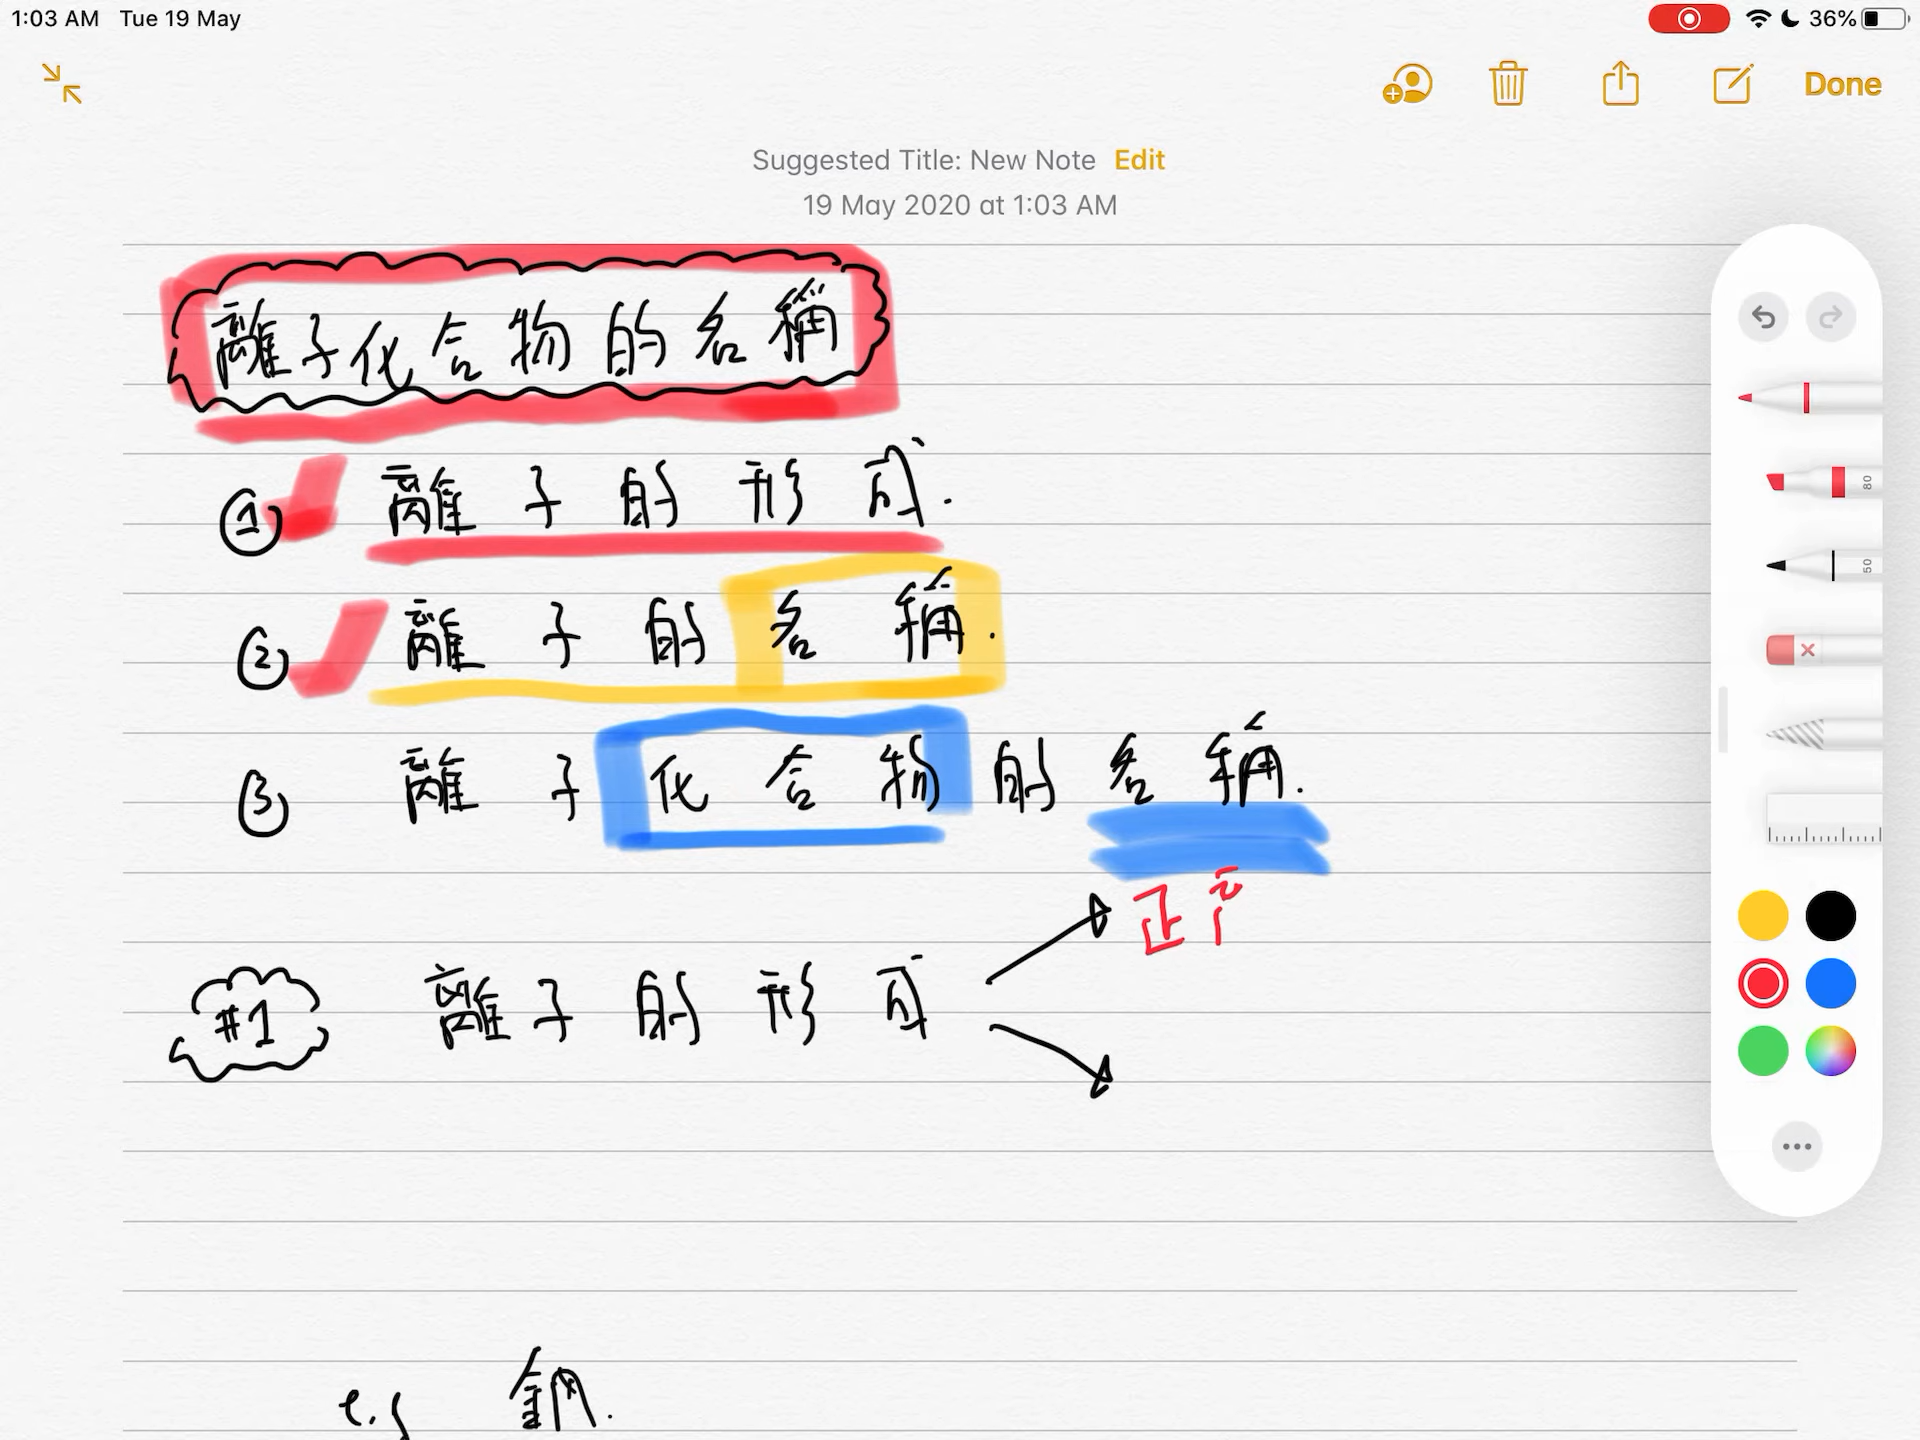 1:03 AM Tue 19 May 36%
Done
Suggested Title: New Note Edit
19 May 2020 at 1:03 AM
離子化合物的名稱
① 離子的形成.
② 離子的名稱.
③ 離子化合物的名稱.
正
#1 離子的形成
e.g
80
50